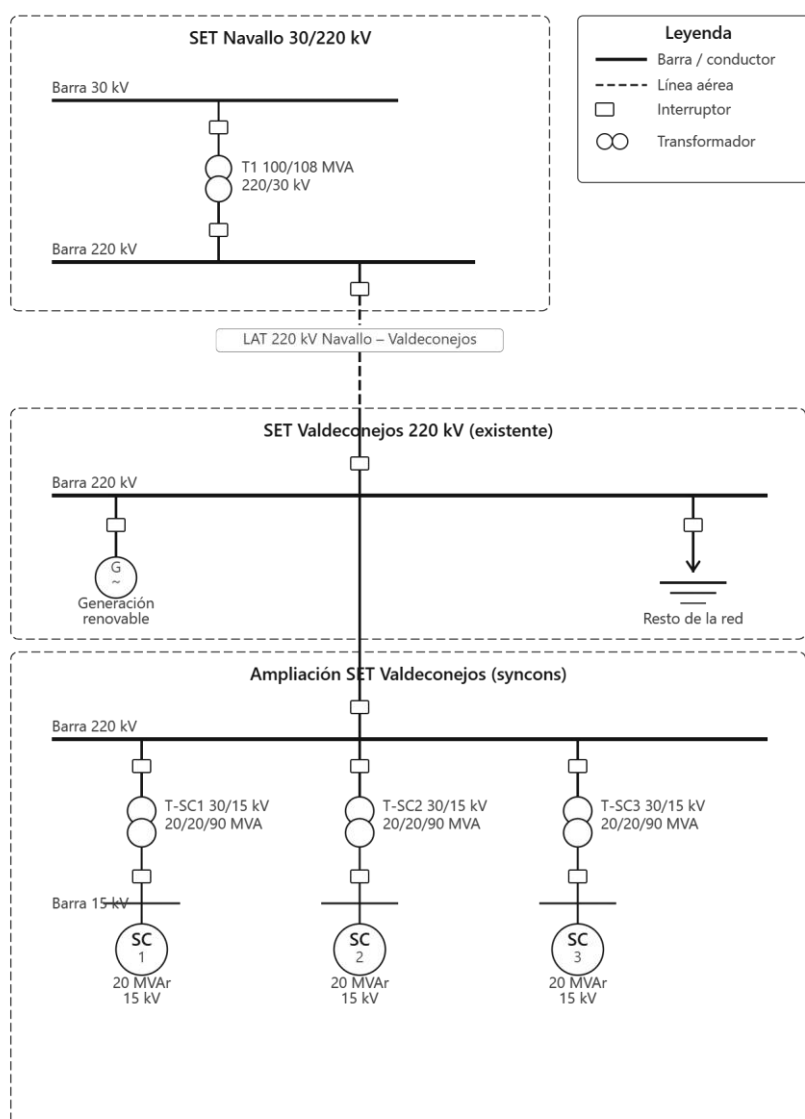 SET Navallo 30/220 kV
Barra 30 kV
T1 100/108 MVA
220/30 kV
Barra 220 kV
Leyenda
Barra / conductor
Línea aérea
Interruptor
Transformador
LAT 220 kV Navallo – Valdeconejos
SET Valdeconejos 220 kV (existente)
Barra 220 kV
G
~
Generación
renovable
Resto de la red
Ampliación SET Valdeconejos (syncons)
Barra 220 kV
T-SC1 30/15 kV
20/20/90 MVA
T-SC2 30/15 kV
20/20/90 MVA
T-SC3 30/15 kV
20/20/90 MVA
Barra 15 kV
SC
1
20 MVAr
15 kV
SC
2
20 MVAr
15 kV
SC
3
20 MVAr
15 kV